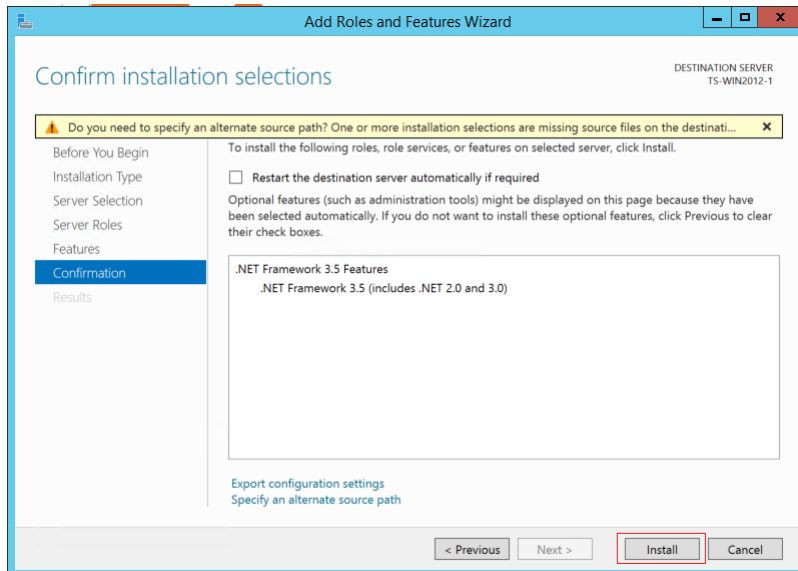 Add Roles and Features Wizard
Confirm installation selections
DESTINATION SERVER
TS-WIN2012-1
Do you need to specify an alternate source path? One or more installation selections are missing source files on the destinati...
Before You Begin
Installation Type
Server Selection
Server Roles
Features
Confirmation
Results
To install the following roles, role services, or features on selected server, click Install.
Restart the destination server automatically if required
Optional features (such as administration tools) might be displayed on this page because they have
been selected automatically. If you do not want to install these optional features, click Previous to clear
their check boxes.
.NET Framework 3.5 Features
.NET Framework 3.5 (includes .NET 2.0 and 3.0)
Export configuration settings
Specify an alternate source path
< Previous
Next >
Install
Cancel